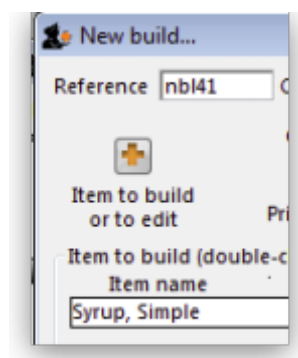 New build...
Reference nbl41
Item to build
or to edit
Item to build (double-c
Item name
Syrup, Simple